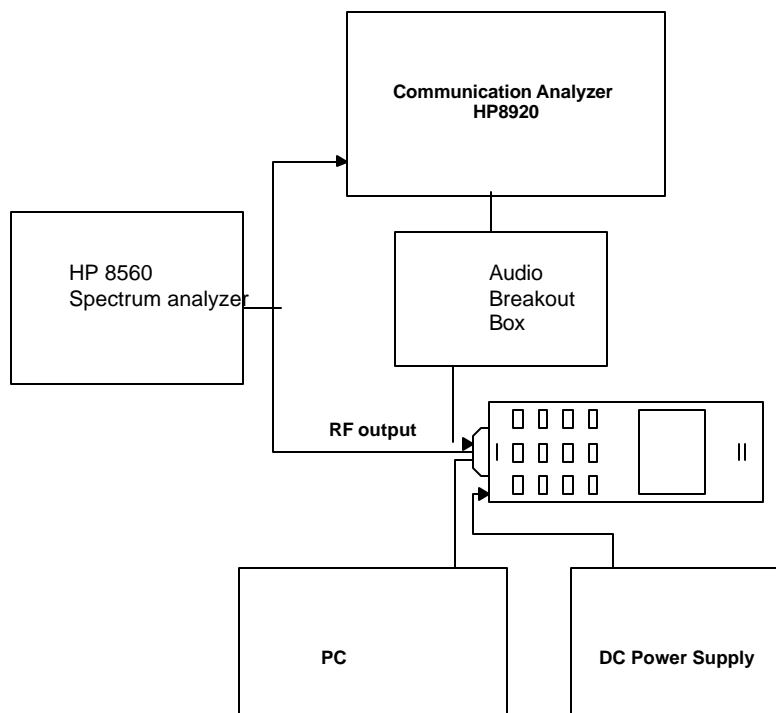 Communication Analyzer
HP8920
HP 8560
Spectrum analyzer
Audio
Breakout
Box
RF output
PC
DC Power Supply